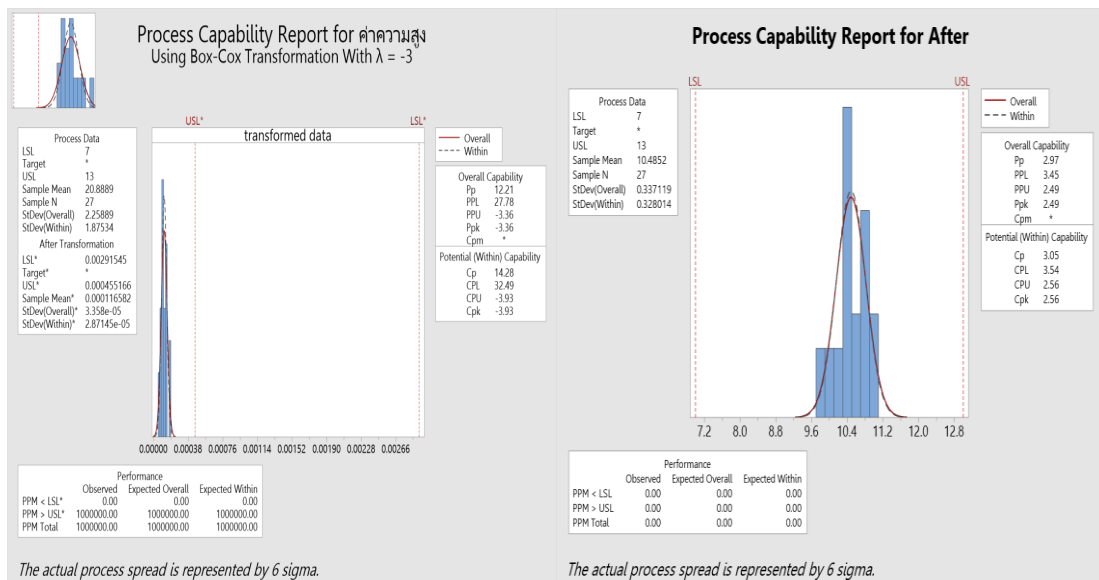 Process Capability Report for ค่าความสูง
Using Box-Cox Transformation With λ = -3
USL* LSL*
transformed data
Process Data
LSL 7
Target *
USL 13
Sample Mean 20.8889
Sample N 27
StDev(Overall) 2.25889
StDev(Within) 1.87534
After Transformation
LSL* 0.00291545
Target* *
USL* 0.000455166
Sample Mean* 0.000116582
StDev(Overall)* 3.358e-05
StDev(Within)* 2.87145e-05
Overall
Within
Overall Capability
Pp 12.21
PPL 27.78
PPU -3.36
Ppk -3.36
Cpm *
Potential (Within) Capability
Cp 14.28
CPL 32.49
CPU -3.93
Cpk -3.93
0.00000 0.00038 0.00076 0.00114 0.00152 0.00190 0.00228 0.00266
Performance
Observed Expected Overall Expected Within
PPM < LSL* 0.00 0.00 0.00
PPM > USL* 1000000.00 1000000.00 1000000.00
PPM Total 1000000.00 1000000.00 1000000.00
The actual process spread is represented by 6 sigma.
Process Capability Report for After
LSL USL
Process Data
LSL 7
Target *
USL 13
Sample Mean 10.4852
Sample N 27
StDev(Overall) 0.337119
StDev(Within) 0.328014
Overall
Within
Overall Capability
Pp 2.97
PPL 3.45
PPU 2.49
Ppk 2.49
Cpm *
Potential (Within) Capability
Cp 3.05
CPL 3.54
CPU 2.56
Cpk 2.56
7.2 8.0 8.8 9.6 10.4 11.2 12.0 12.8
Performance
Observed Expected Overall Expected Within
PPM < LSL 0.00 0.00 0.00
PPM > USL 0.00 0.00 0.00
PPM Total 0.00 0.00 0.00
The actual process spread is represented by 6 sigma.